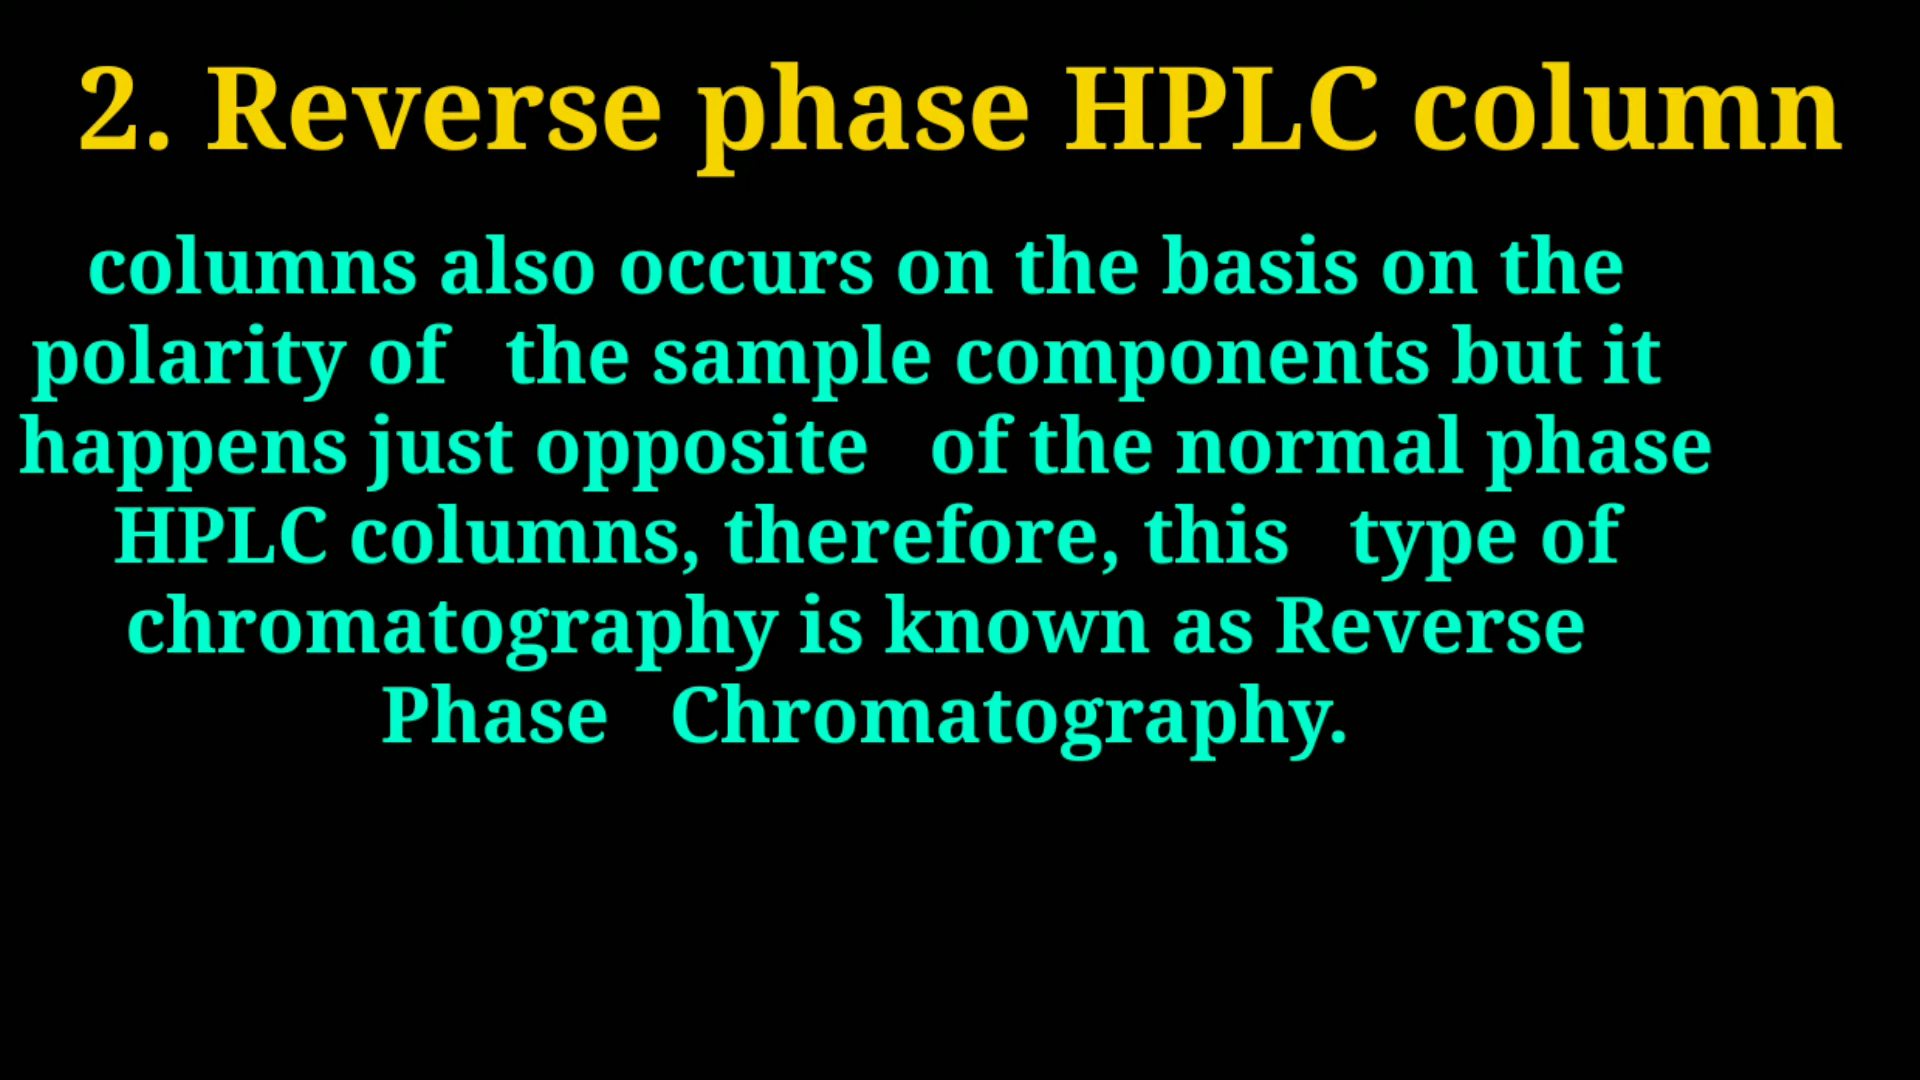 2. Reverse phase HPLC column
columns also occurs on the basis on the
polarity of the sample components but it
happens just opposite of the normal phase
HPLC columns, therefore, this type of
chromatography is known as Reverse
Phase Chromatography.